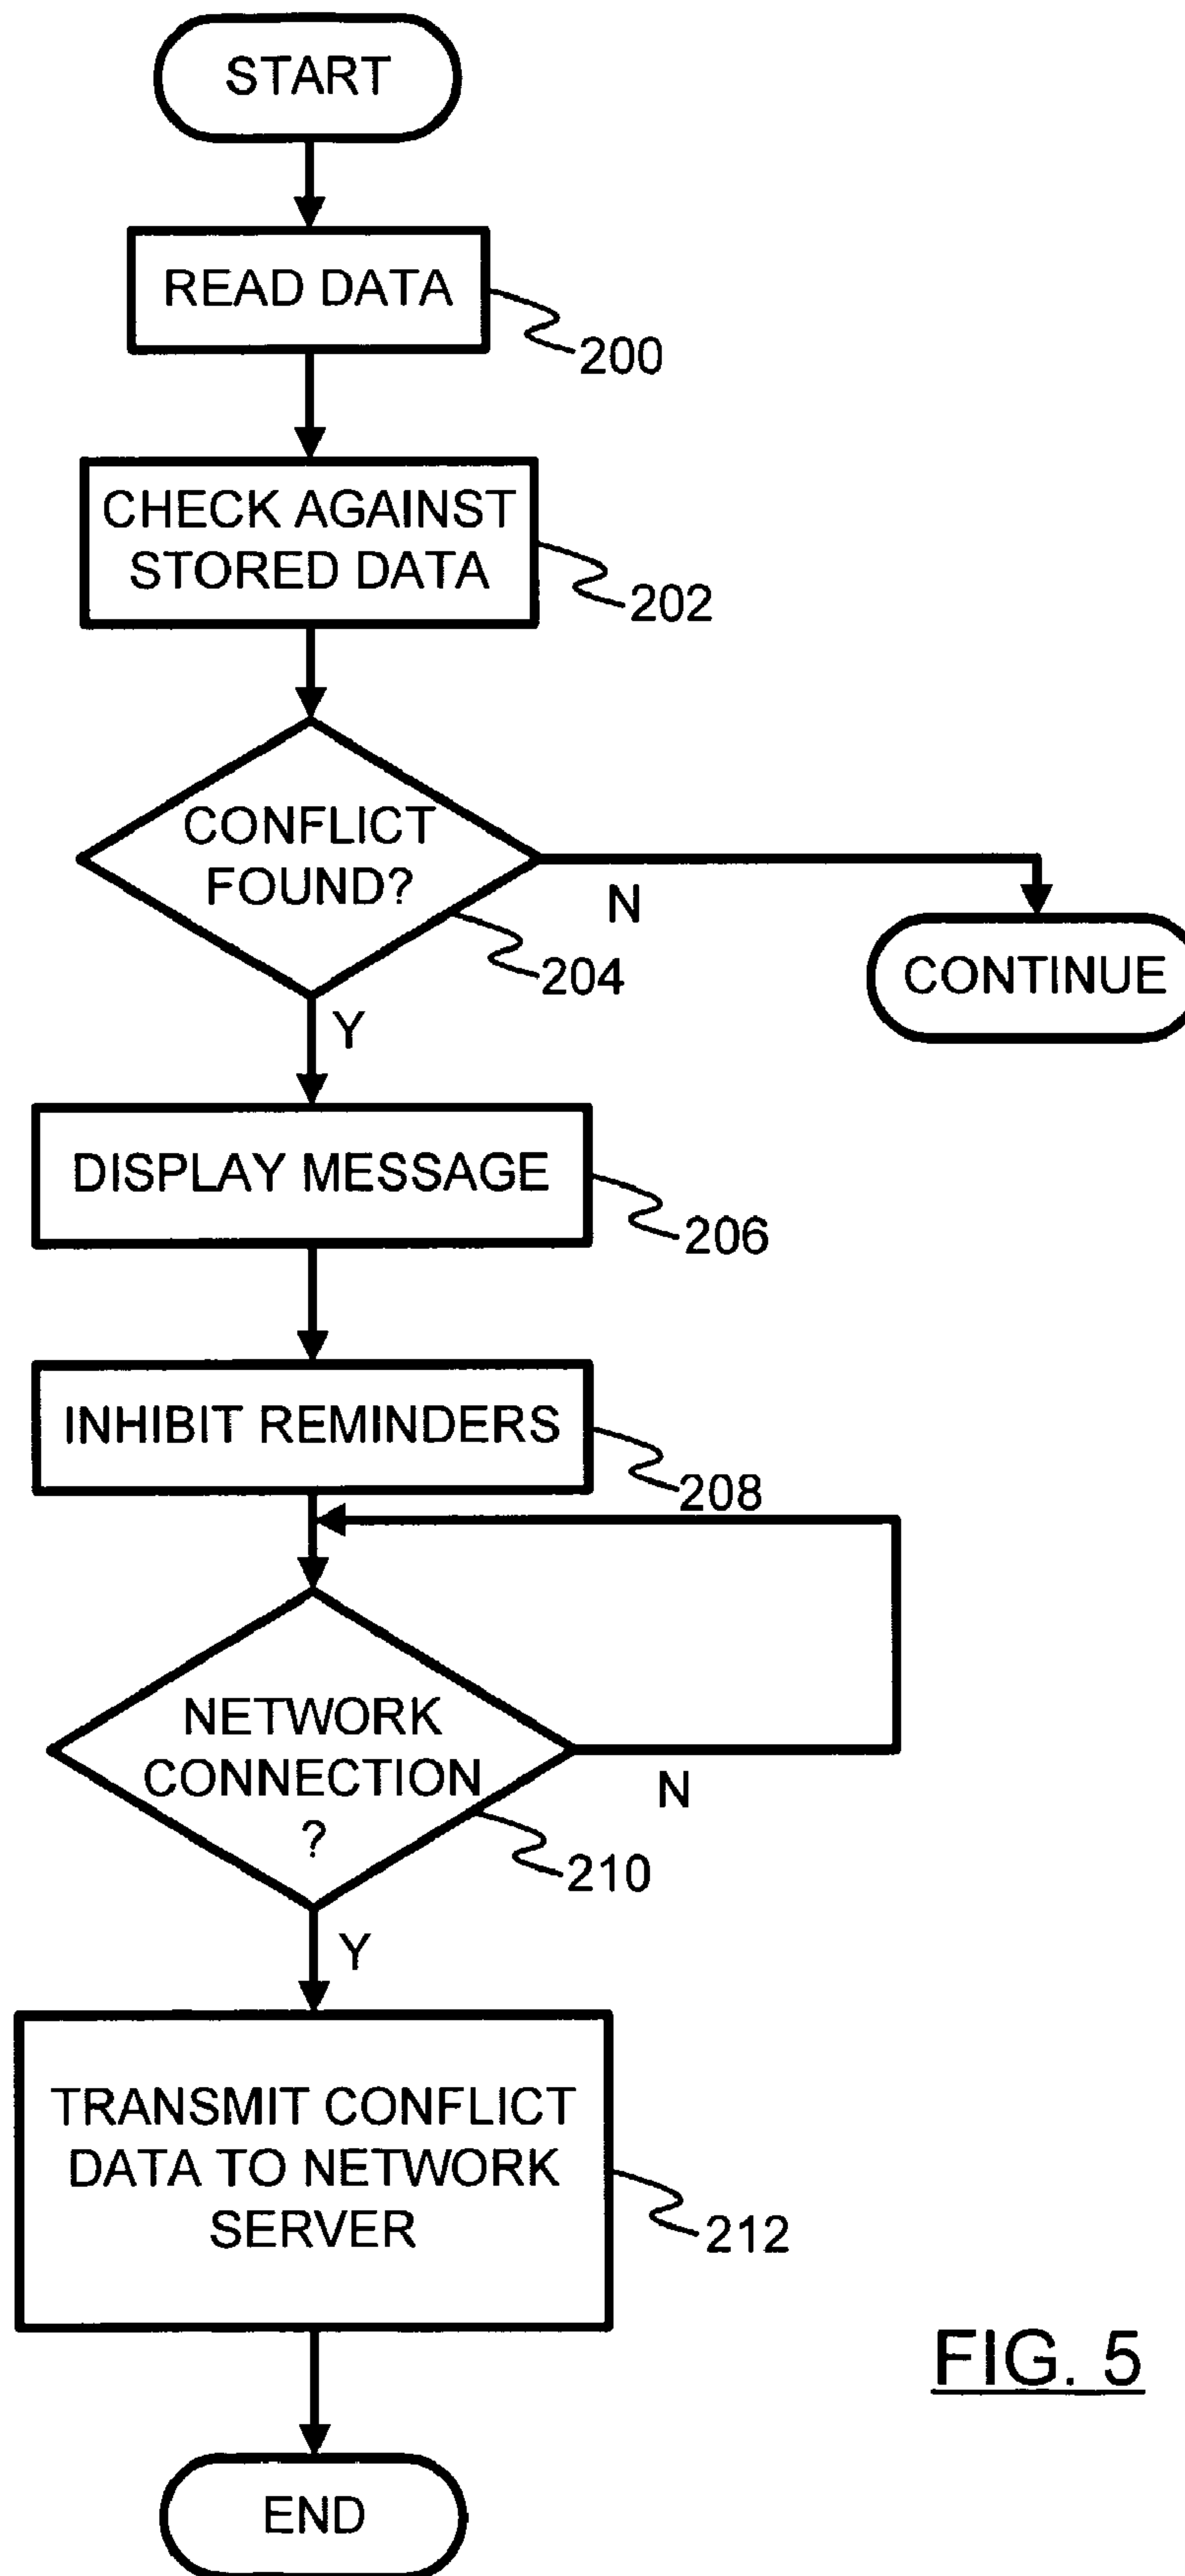 START
READ DATA
200
CHECK AGAINST
STORED DATA
202
CONFLICT
FOUND?
N
204
CONTINUE
Y
DISPLAY MESSAGE
206
INHIBIT REMINDERS
208
NETWORK
CONNECTION
?
N
210
Y
TRANSMIT CONFLICT
DATA TO NETWORK
SERVER
212
FIG. 5
END